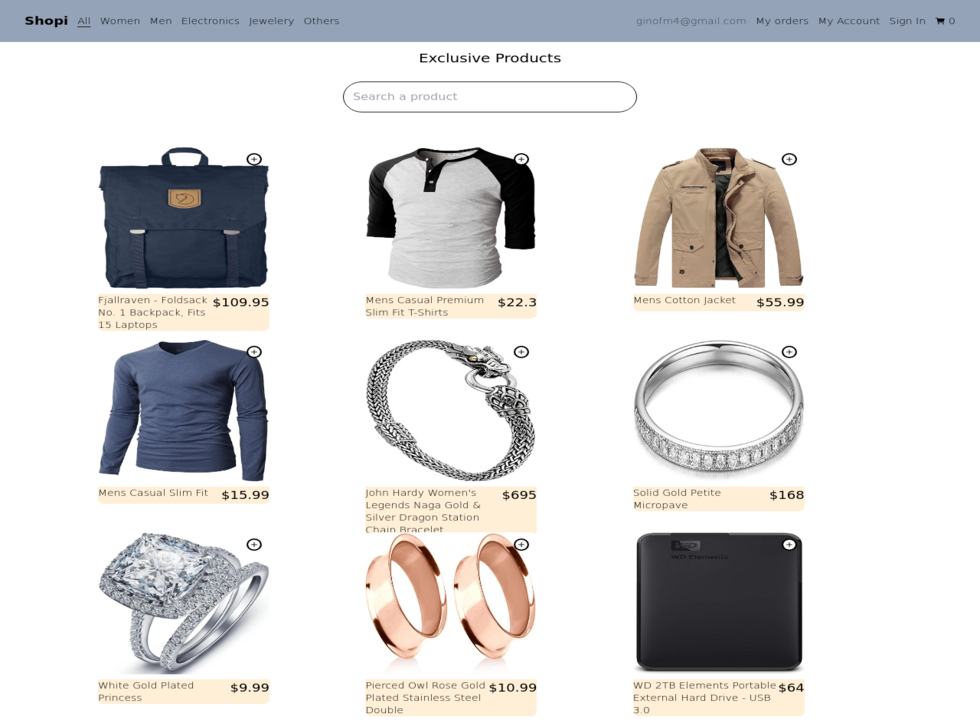 Shopi All Women Men Electronics Jewelery Others ginofm4@gmail.com My orders My Account Sign In 0
Exclusive Products
Search a product
Fjallraven - Foldsack $109.95
No. 1 Backpack, Fits
15 Laptops
Mens Casual Premium $22.3
Slim Fit T-Shirts
Mens Cotton Jacket $55.99
Mens Casual Slim Fit $15.99
John Hardy Women's $695
Legends Naga Gold &
Silver Dragon Station
Chain Bracelet
Solid Gold Petite $168
Micropave
WD Elements
White Gold Plated $9.99
Princess
Pierced Owl Rose Gold $10.99
Plated Stainless Steel
Double
WD 2TB Elements Portable $64
External Hard Drive - USB
3.0